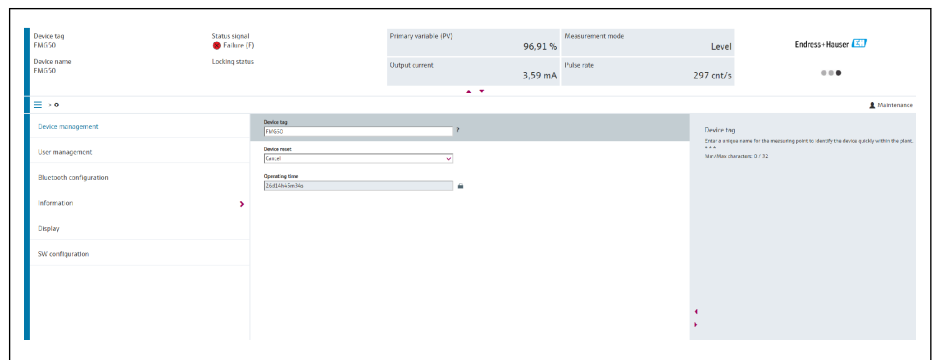 Device tag
FMG50
Status signal
Failure (F)
Primary variable (PV)
96,91 %
Measurement mode
Level
Endress+Hauser
Device name
FMG50
Locking status
Output current
3,59 mA
Pulse rate
297 cnt/s
Maintenance
Device management
User management
Bluetooth configuration
Information
Display
SW configuration
Device tag
FMG50
?
Device reset
Cancel
Operating time
26d14h45m34s
Device tag
Enter a unique name for the measuring point to identify the device quickly within the plant.
* * *
Min/Max characters: 0 / 32